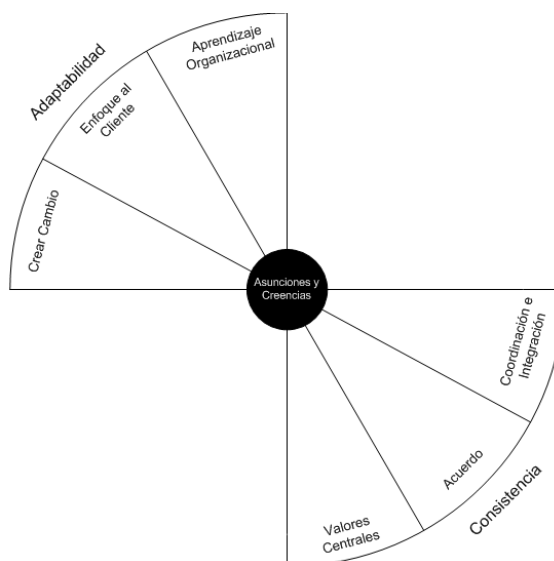 Adaptabilidad
Aprendizaje
Organizacional
Enfoque al
Cliente
Crear Cambio
Asunciones y
Creencias
Coordinación e
Integración
Acuerdo
Valores
Centrales
Consistencia